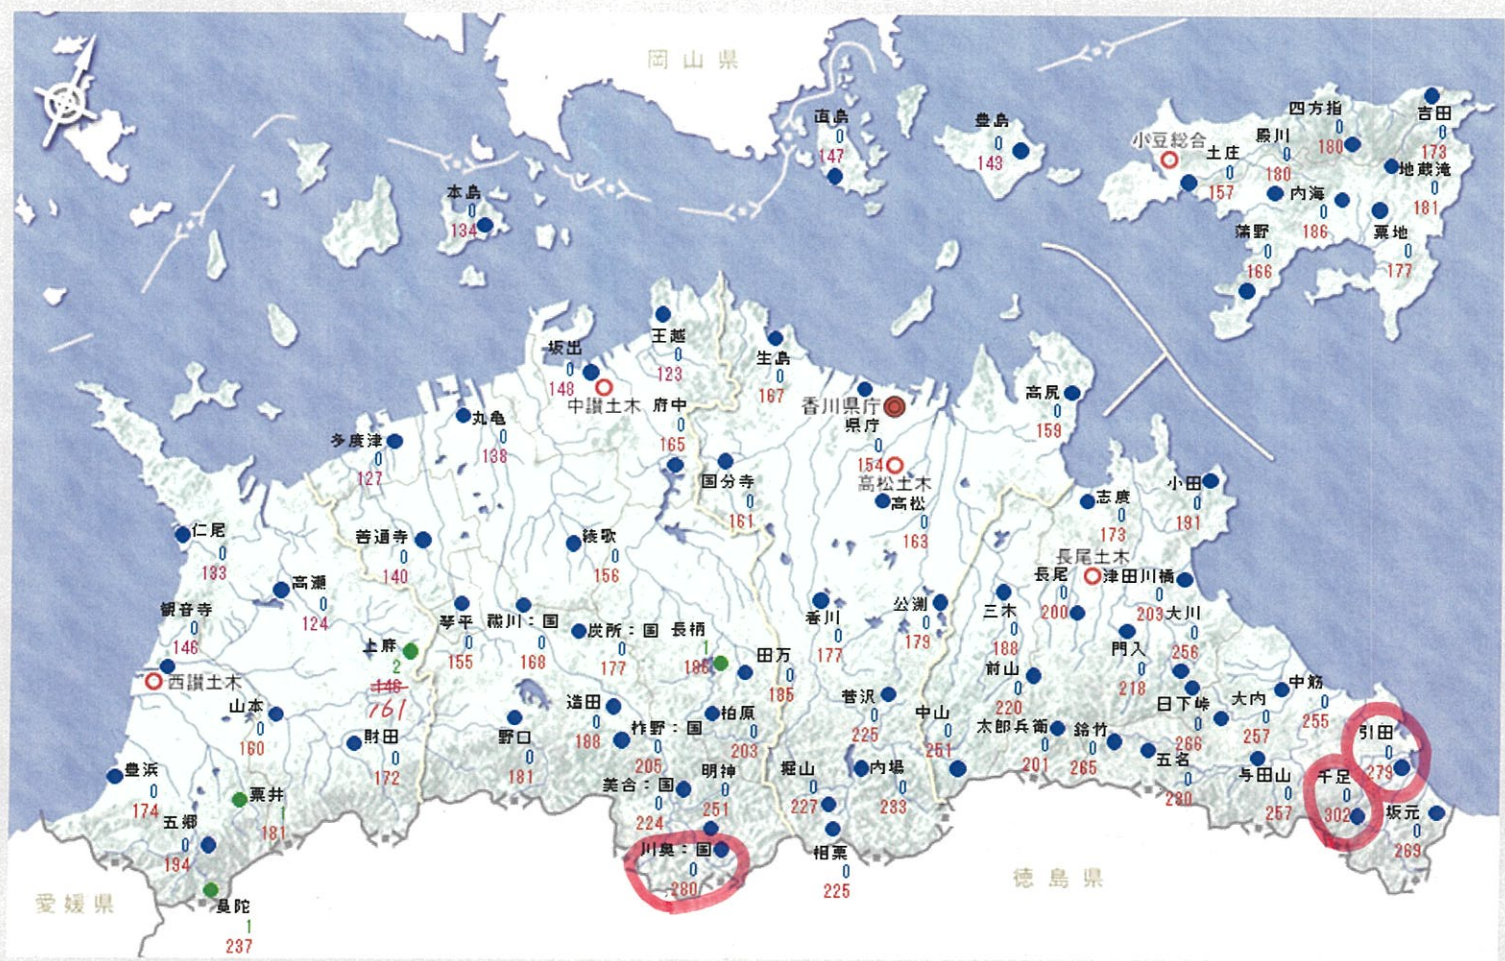 岡山県
直島
0
147
豊島
0
143
本島
0
134
小豆総合
土庄
0
157
殿川
0
180
四方指
0
180
吉田
0
173
地蔵滝
0
181
内海
0
186
粟地
0
177
蒲野
0
166
王越
0
123
坂出
0
148
中讃土木
府中
0
165
生島
0
167
香川県庁
県庁
0
154
高松土木
高松
0
163
高尻
0
159
多度津
0
127
丸亀
0
138
国分寺
0
161
志度
0
173
小田
0
191
仁尾
0
133
高瀬
0
124
善通寺
0
140
綾歌
0
156
観音寺
0
146
西讃土木
上麻
2
146
161
琴平
0
155
0
168
炭所:国
0
177
長柄
1
田万
0
185
香川
0
177
公渕
0
179
三木
0
188
長尾土木
長尾
0
200
津田川橋
0
203
大川
0
256
門入
0
218
前山
0
220
山本
0
160
財田
0
172
野口
0
181
造田
0
188
柞野:国
0
205
柏原
0
203
菅沢
0
225
中山
0
251
太郎兵衛
0
201
鈴竹
0
265
五名
0
230
日下峠
0
266
大内
0
257
中筋
0
255
与田山
0
257
引田
0
279
千足
0
302
坂元
0
269
豊浜
0
174
粟井
1
181
五郷
0
194
曼陀
1
237
美合:国
0
224
明神
0
251
堀山
0
227
内場
0
233
川奥:国
0
280
相栗
0
225
愛媛県
徳島県